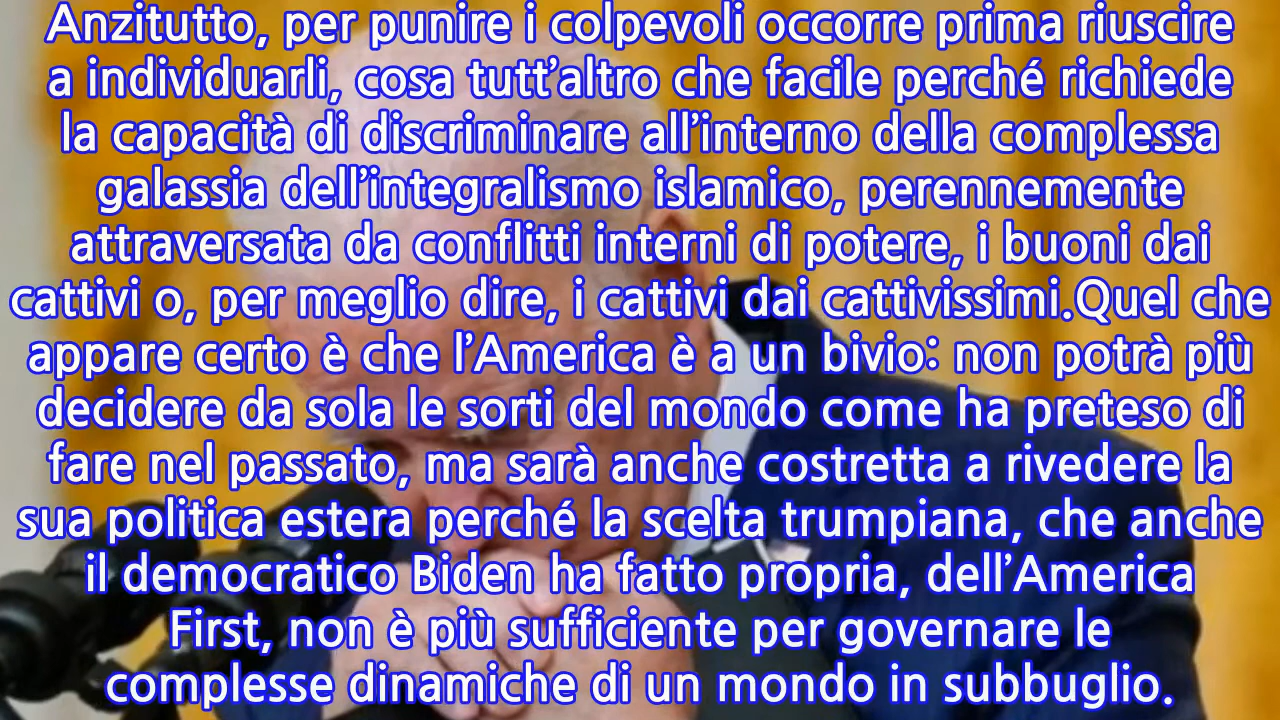 Anzitutto, per punire i colpevoli occorre prima riuscire
a individuarli, cosa tutt’altro che facile perché richiede
la capacità di discriminare all’interno della complessa
galassia dell’integralismo islamico, perennemente
attraversata da conflitti interni di potere, i buoni dai
cattivi o, per meglio dire, i cattivi dai cattivissimi.Quel che
appare certo è che l’America è a un bivio: non potrà più
decidere da sola le sorti del mondo come ha preteso di
fare nel passato, ma sarà anche costretta a rivedere la
sua politica estera perché la scelta trumpiana, che anche
il democratico Biden ha fatto propria, dell’America
First, non è più sufficiente per governare le
complesse dinamiche di un mondo in subbuglio.